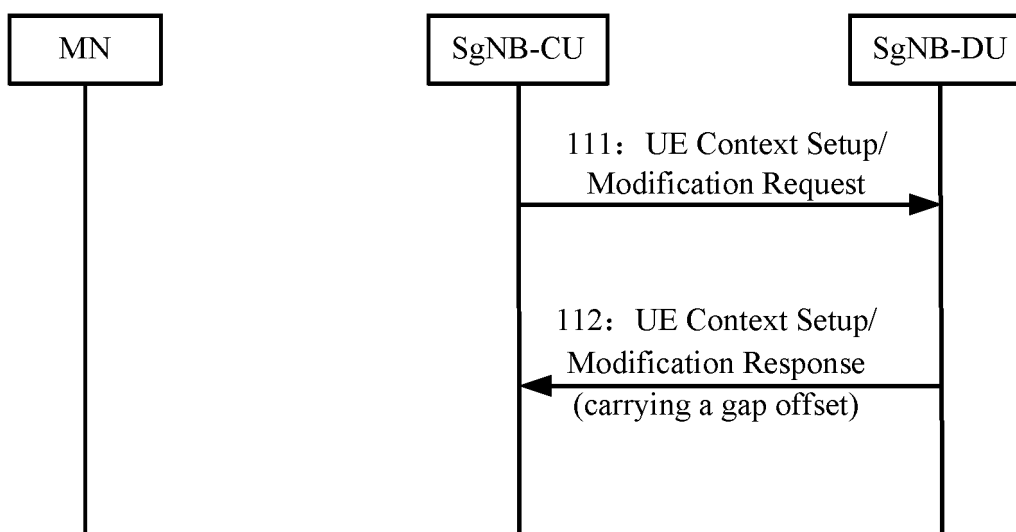 MN
SgNB-CU
SgNB-DU
111：UE Context Setup/
Modification Request
112：UE Context Setup/
Modification Response
(carrying a gap offset)